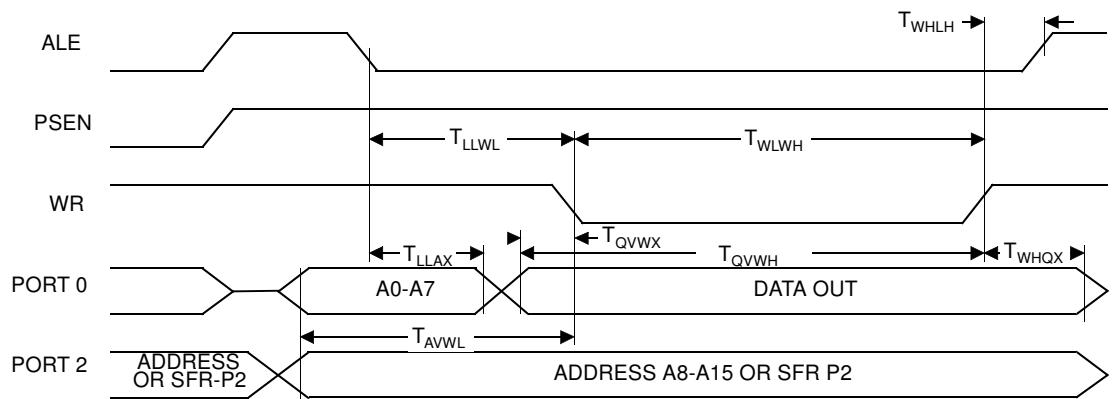 T_WHLH
ALE
PSEN
T_LLWL
T_WLWH
WR
T_QVWX
T_LLAX
T_QVWH
T_WHQX
PORT 0
A0-A7
DATA OUT
T_AVWL
PORT 2
ADDRESS
OR SFR-P2
ADDRESS A8-A15 OR SFR P2